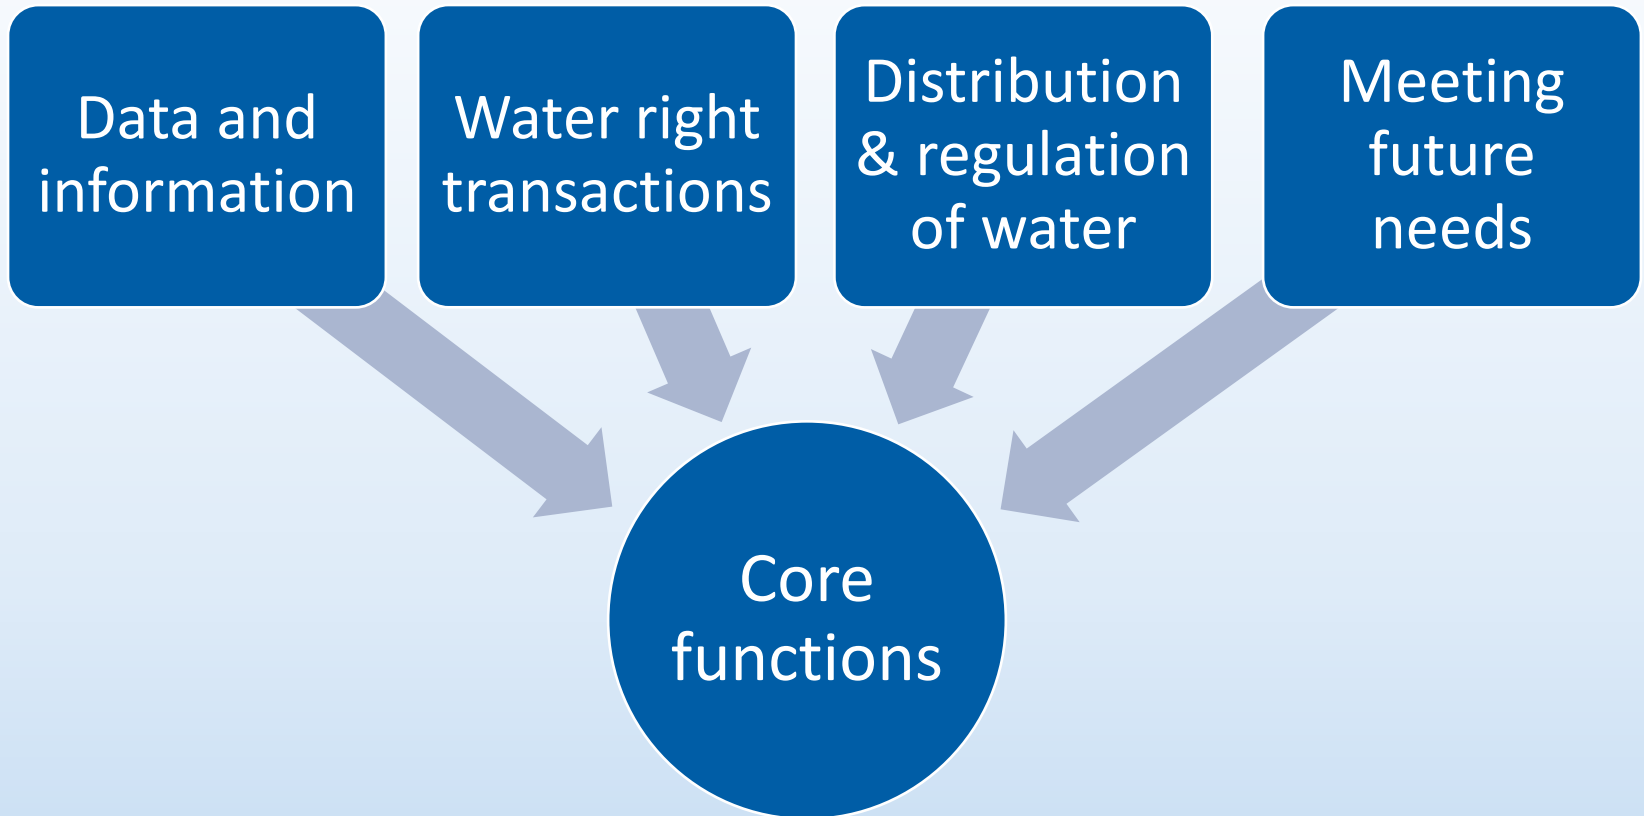 Data and
information
Water right
transactions
Distribution
& regulation
of water
Meeting
future
needs
Core
functions